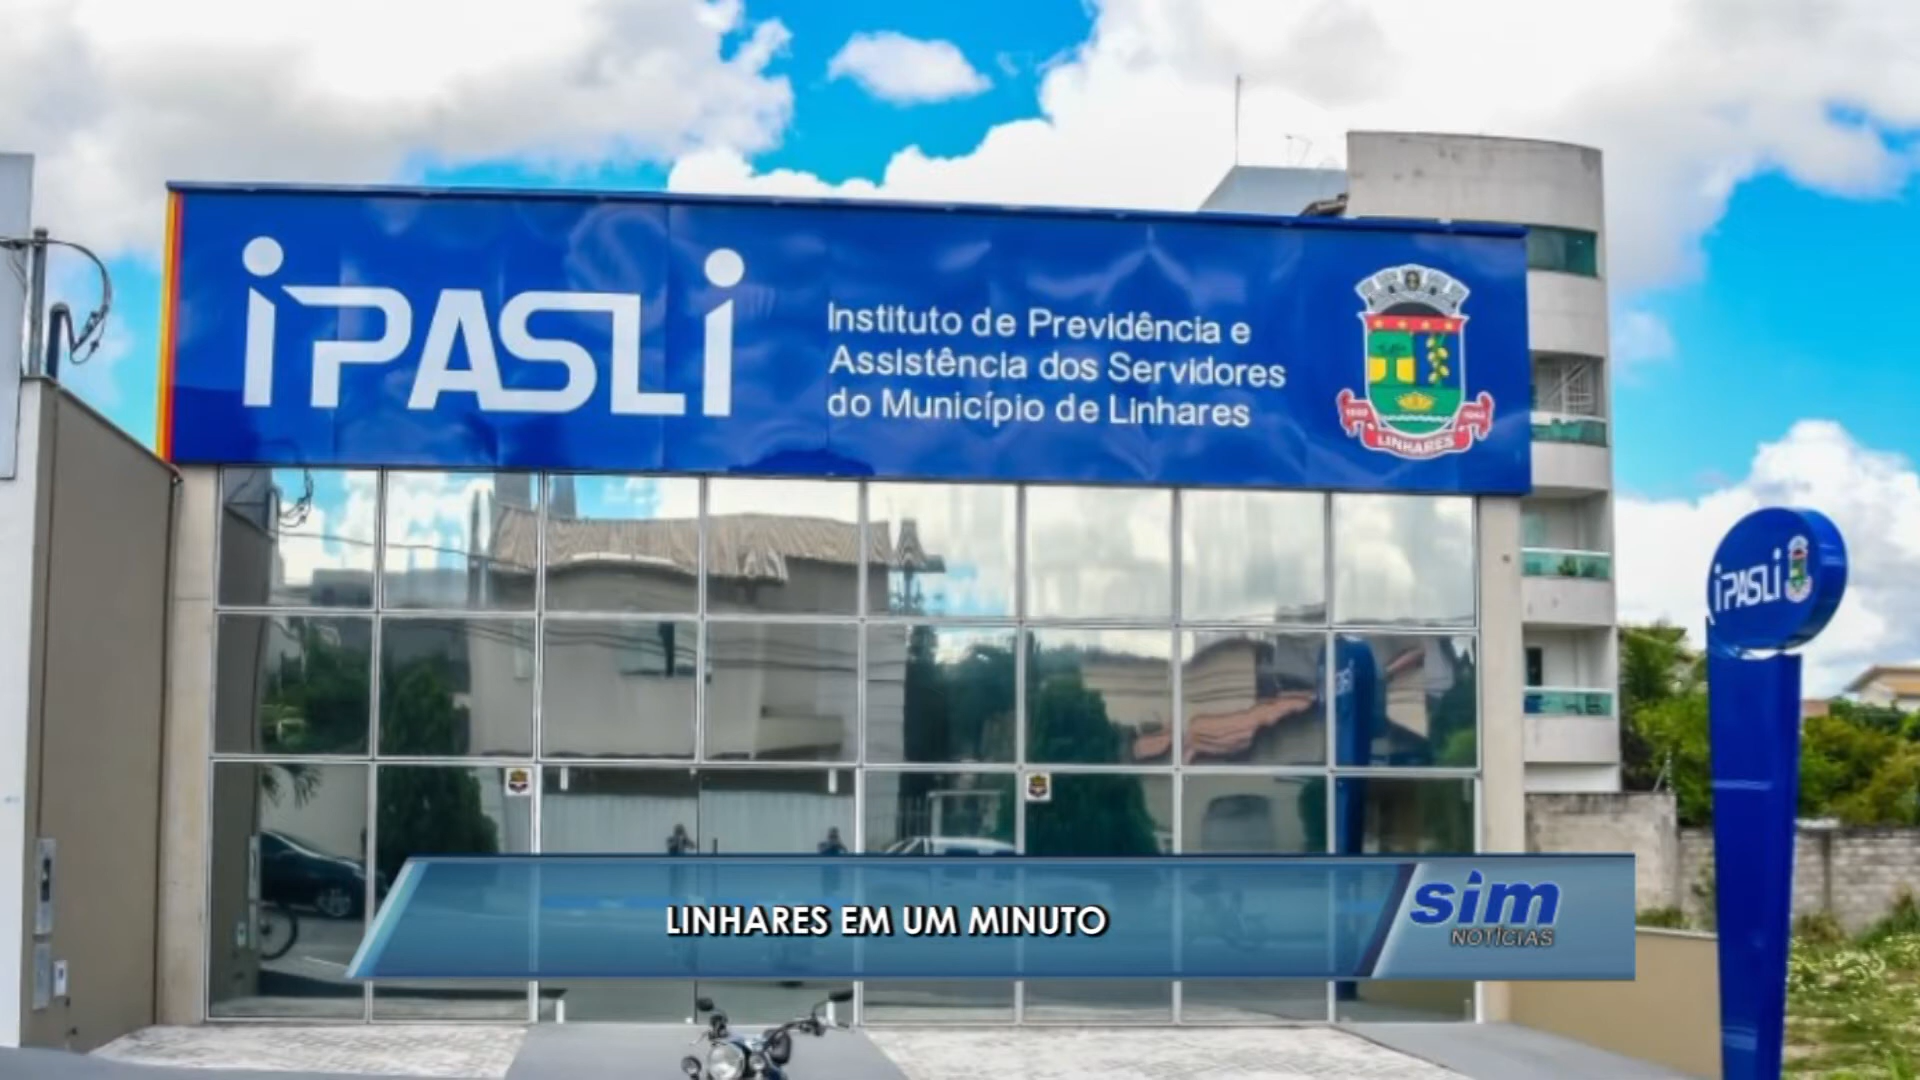 iPASLi
Instituto de Previdência e
Assistência dos Servidores
do Município de Linhares
LINHARES
iPASLi
LINHARES EM UM MINUTO
sim
NOTÍCIAS